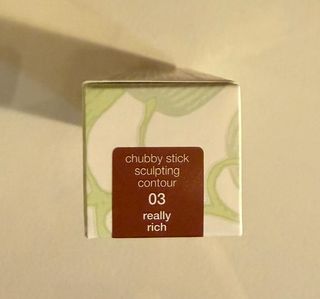 chubby stick
sculpting
contour
03
really
rich